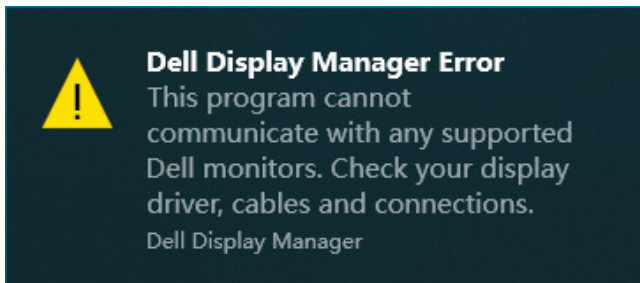 Dell Display Manager Error
This program cannot
communicate with any supported
Dell monitors. Check your display
driver, cables and connections.
Dell Display Manager